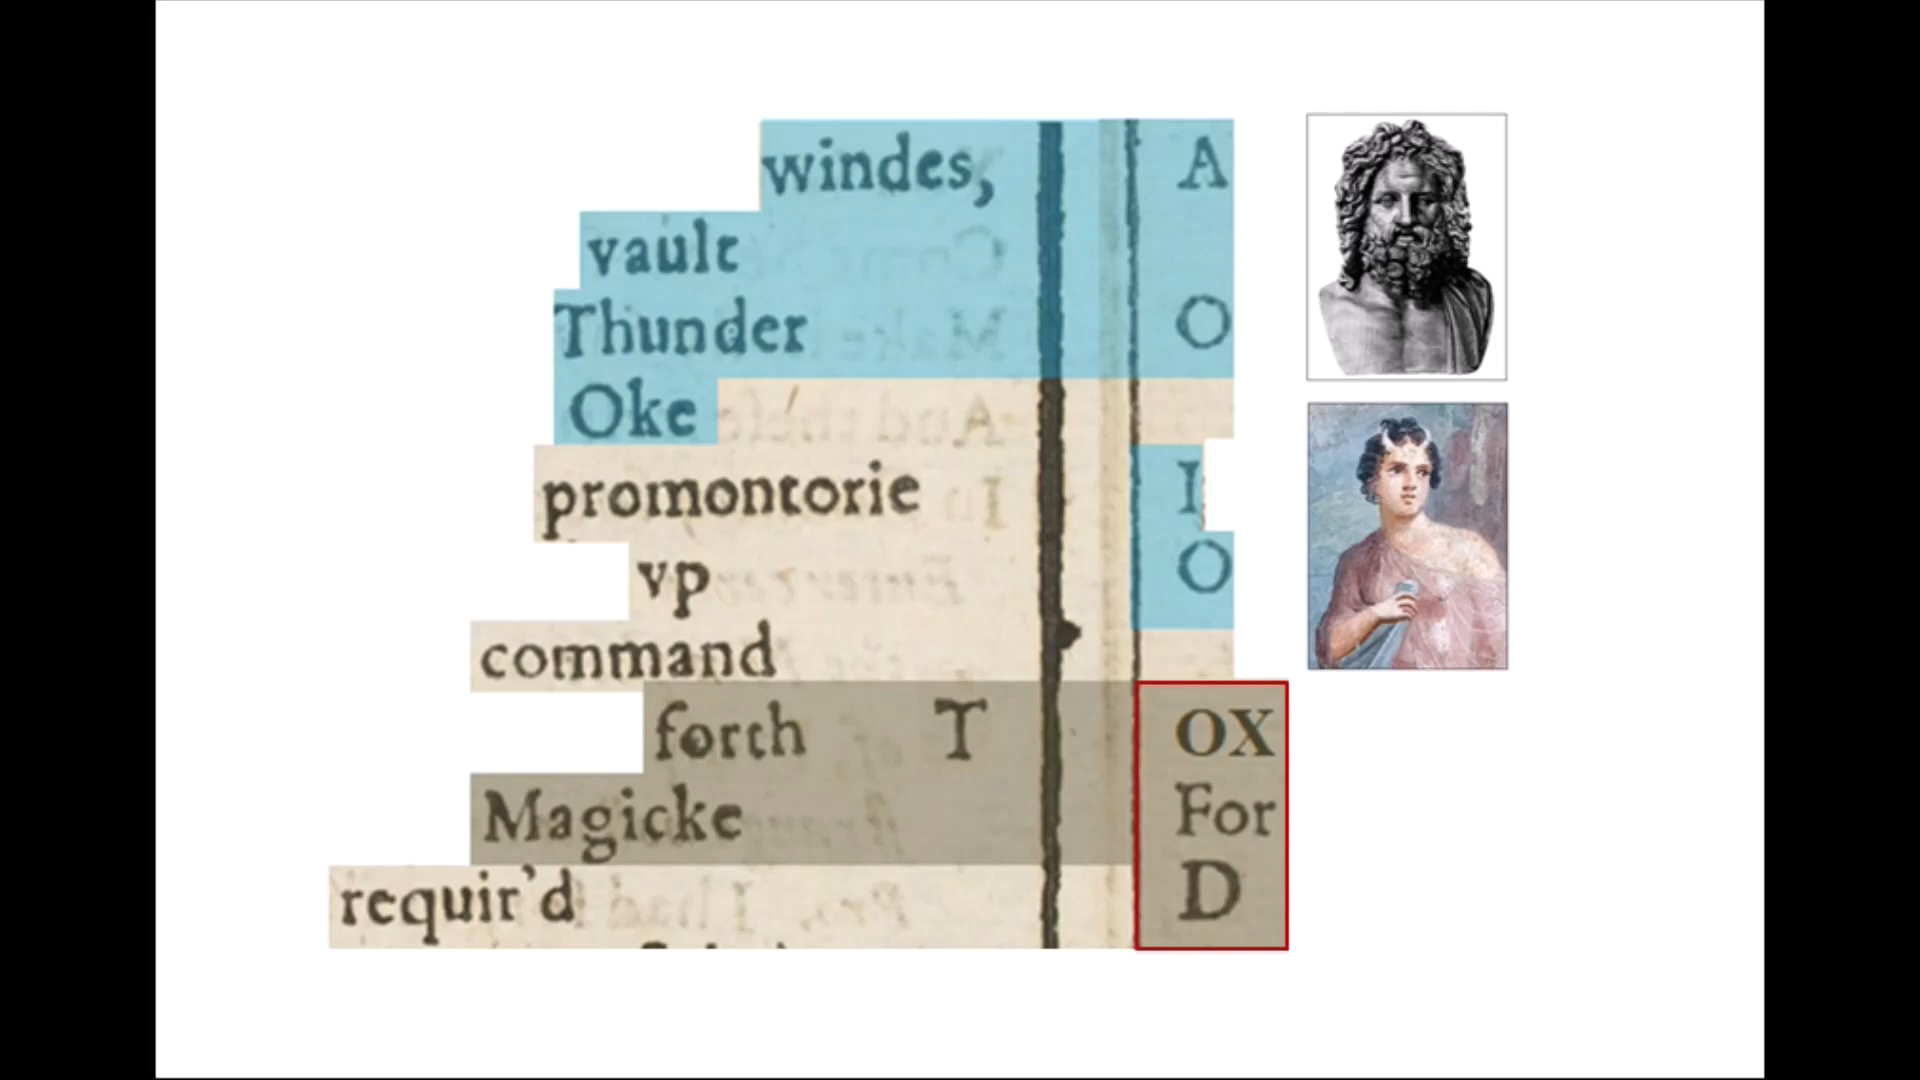 windes, A
vault
Thunder O
Oke
promontorie I
vp O
command
forth T OX
Magicke For
requir'd D